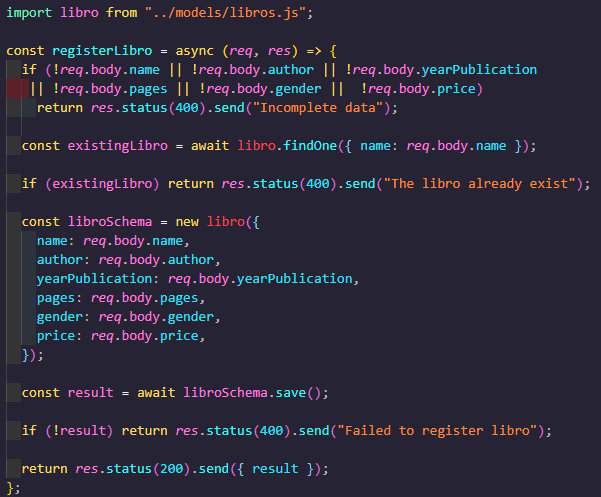 import libro from "../models/libros.js";

const registerLibro = async (req, res) => {
  if (!req.body.name || !req.body.author || !req.body.yearPublication
   || !req.body.pages || !req.body.gender ||  !req.body.price)
    return res.status(400).send("Incomplete data");

  const existingLibro = await libro.findOne({ name: req.body.name });

  if (existingLibro) return res.status(400).send("The libro already exist");

  const libroSchema = new libro({
    name: req.body.name,
    author: req.body.author,
    yearPublication: req.body.yearPublication,
    pages: req.body.pages,
    gender: req.body.gender,
    price: req.body.price,
  });

  const result = await libroSchema.save();

  if (!result) return res.status(400).send("Failed to register libro");

  return res.status(200).send({ result });
};